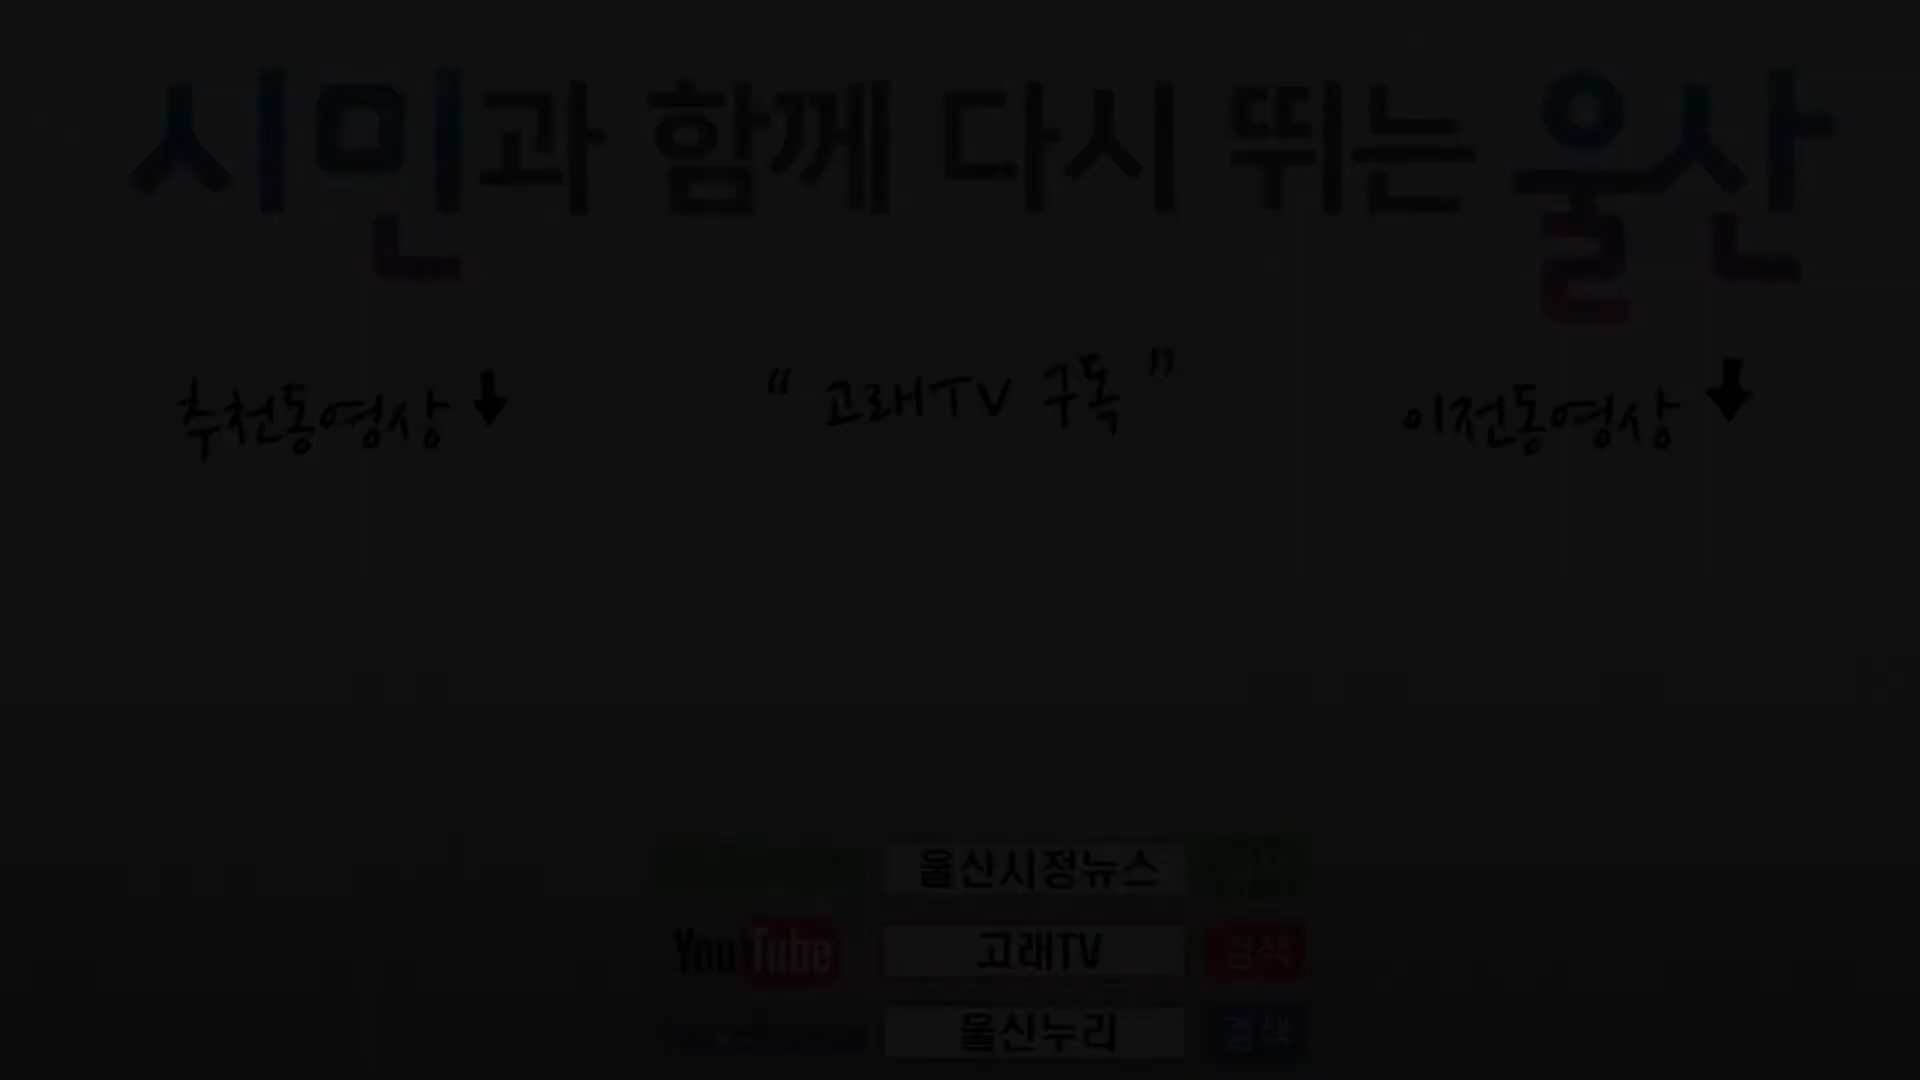 시민과 함께 다시 뛰는 울산
추천동영상
“ 고래TV 구독 ”
이전동영상
울산시정뉴스
YouTube 고래TV 검색
울산누리 검색